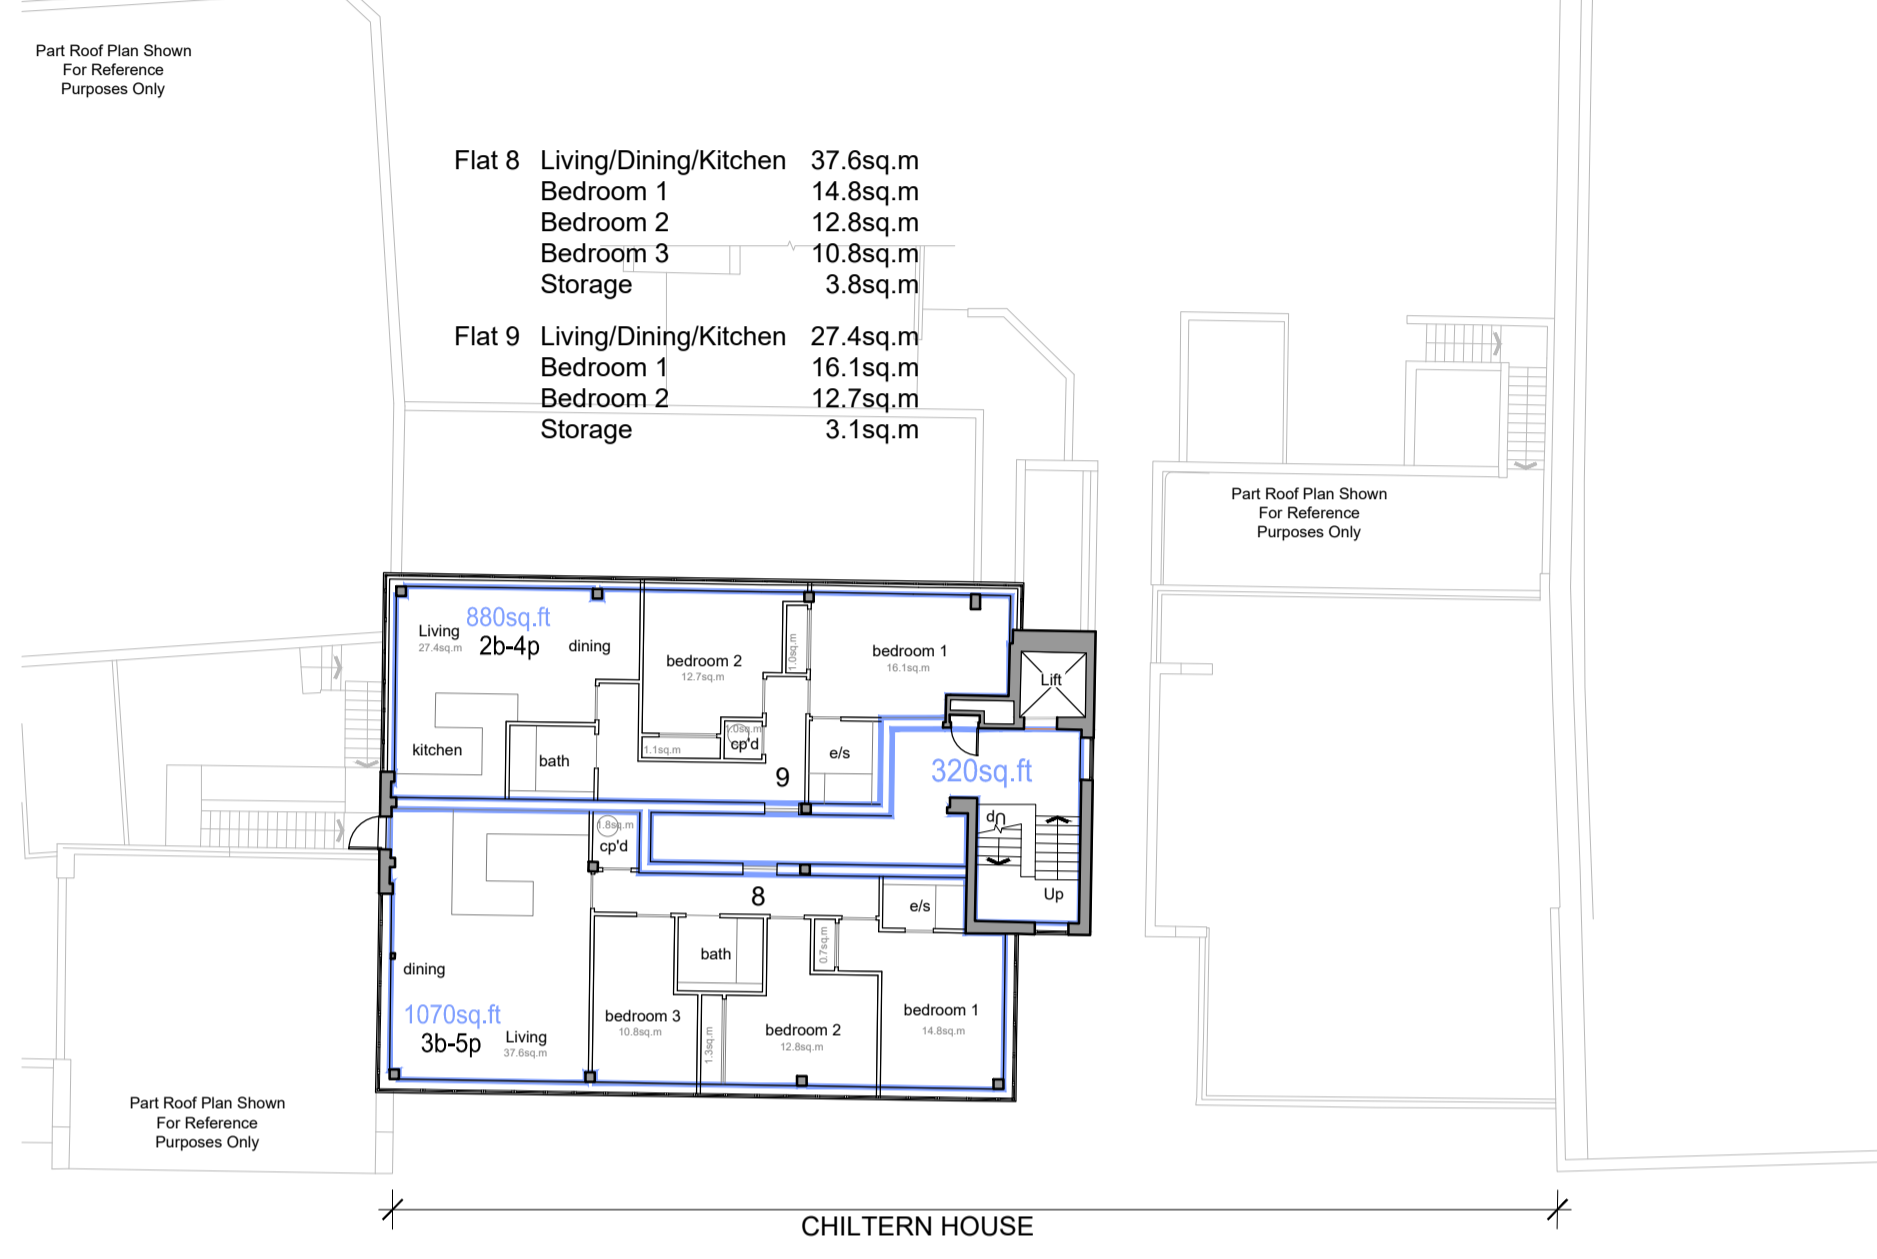 Part Roof Plan Shown
For Reference
Purposes Only
Flat 8 Living/Dining/Kitchen 37.6sq.m
Bedroom 1 14.8sq.m
Bedroom 2 12.8sq.m
Bedroom 3 10.8sq.m
Storage 3.8sq.m
Flat 9 Living/Dining/Kitchen 27.4sq.m
Bedroom 1 16.1sq.m
Bedroom 2 12.7sq.m
Storage 3.1sq.m
Part Roof Plan Shown
For Reference
Purposes Only
880sq.ft
2b-4p
Living
27.4sq.m
dining
kitchen
bath
bedroom 2
12.7sq.m
1.0sq.m
1.1sq.m
1.0sq.m
cp'd
9
bedroom 1
16.1sq.m
e/s
Lift
320sq.ft
dn
Up
1.8sq.m
cp'd
8
e/s
bath
0.7sq.m
dining
1070sq.ft
3b-5p
Living
37.6sq.m
bedroom 3
10.8sq.m
1.3sq.m
bedroom 2
12.8sq.m
bedroom 1
14.8sq.m
Part Roof Plan Shown
For Reference
Purposes Only
CHILTERN HOUSE